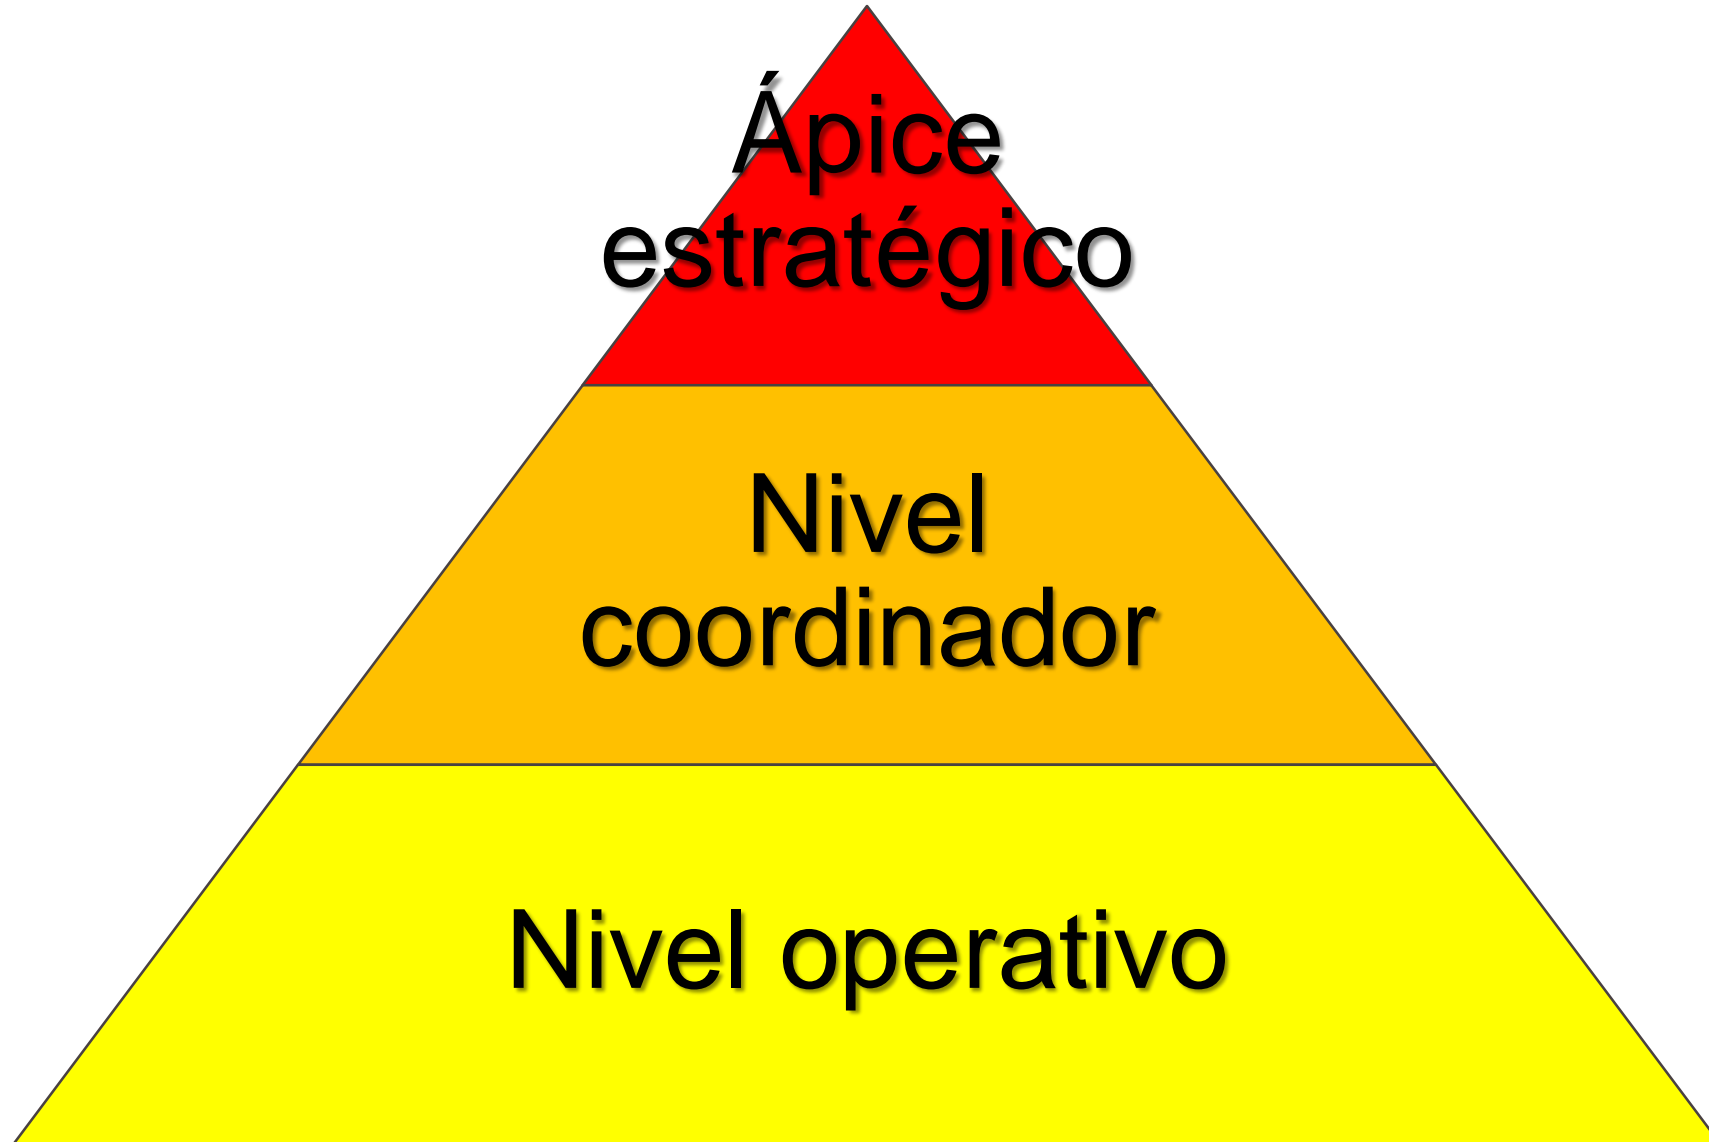 Ápice
estratégico
Nivel
coordinador
Nivel operativo